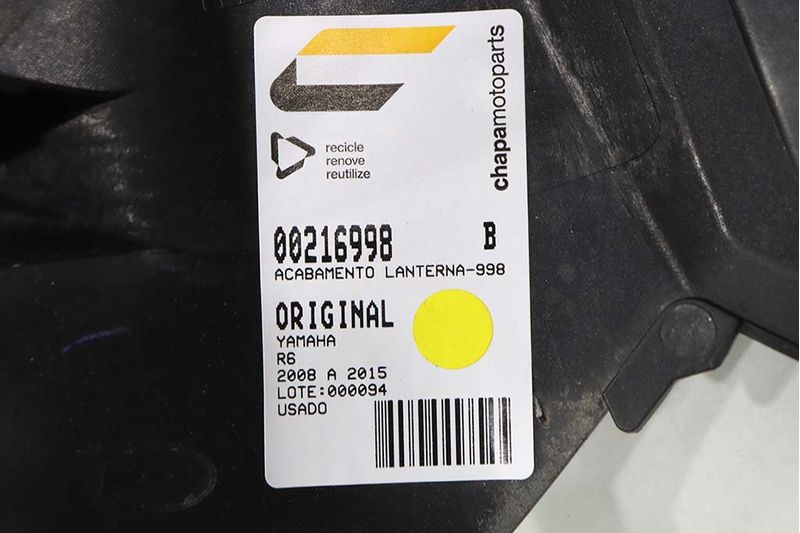 chapamotoparts
recicle
renove
reutilize
00216998 B
ACABAMENTO LANTERNA-998
ORIGINAL
YAMAHA
R6
2008 A 2015
LOTE:000094
USADO